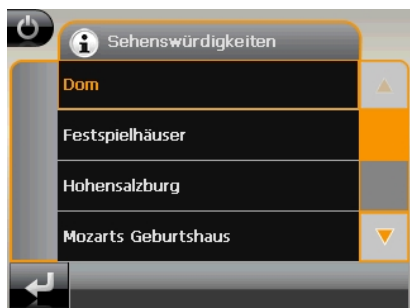 Sehenswürdigkeiten
Dom
Festspielhäuser
Hohensalzburg
Mozarts Geburtshaus